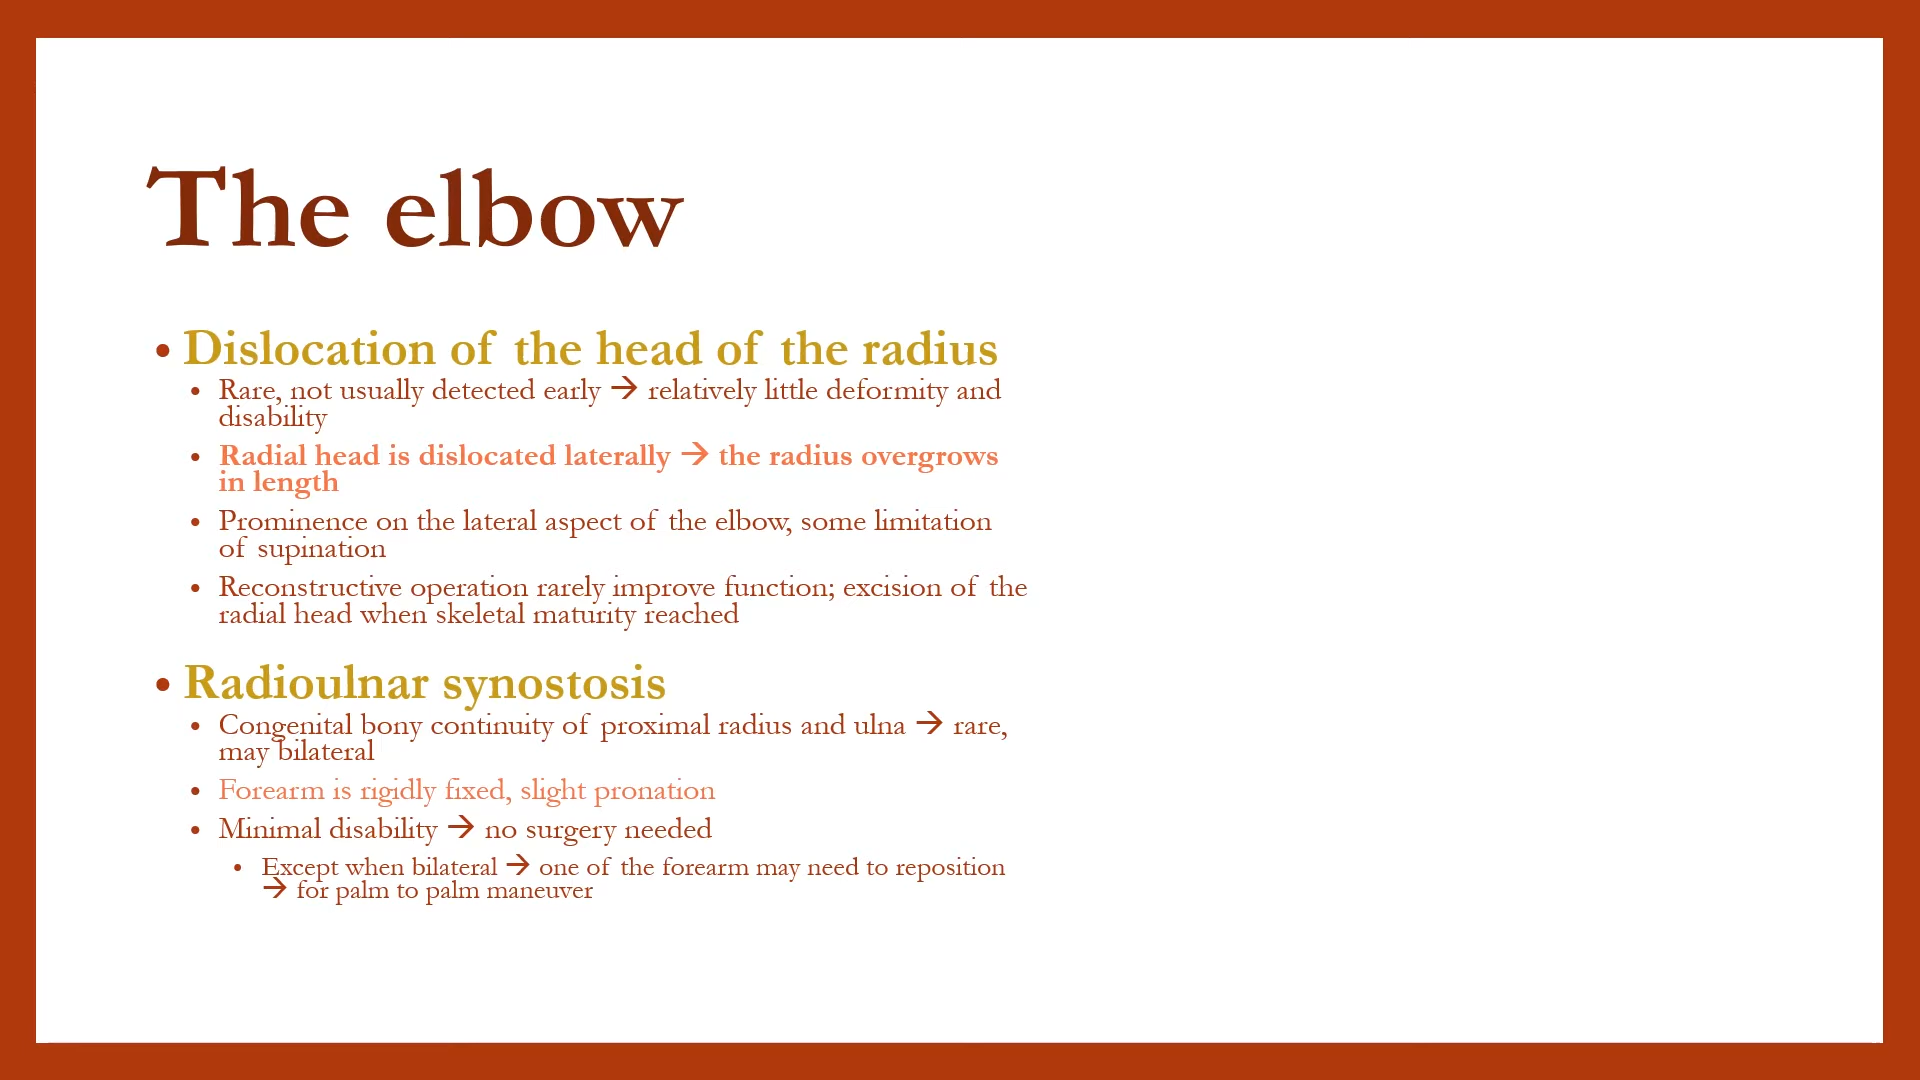 The elbow
• Dislocation of the head of the radius
• Rare, not usually detected early → relatively little deformity and
disability
• Radial head is dislocated laterally → the radius overgrows
in length
• Prominence on the lateral aspect of the elbow, some limitation
of supination
• Reconstructive operation rarely improve function; excision of the
radial head when skeletal maturity reached
• Radioulnar synostosis
• Congenital bony continuity of proximal radius and ulna → rare,
may bilateral
• Forearm is rigidly fixed, slight pronation
• Minimal disability → no surgery needed
• Except when bilateral → one of the forearm may need to reposition
→ for palm to palm maneuver